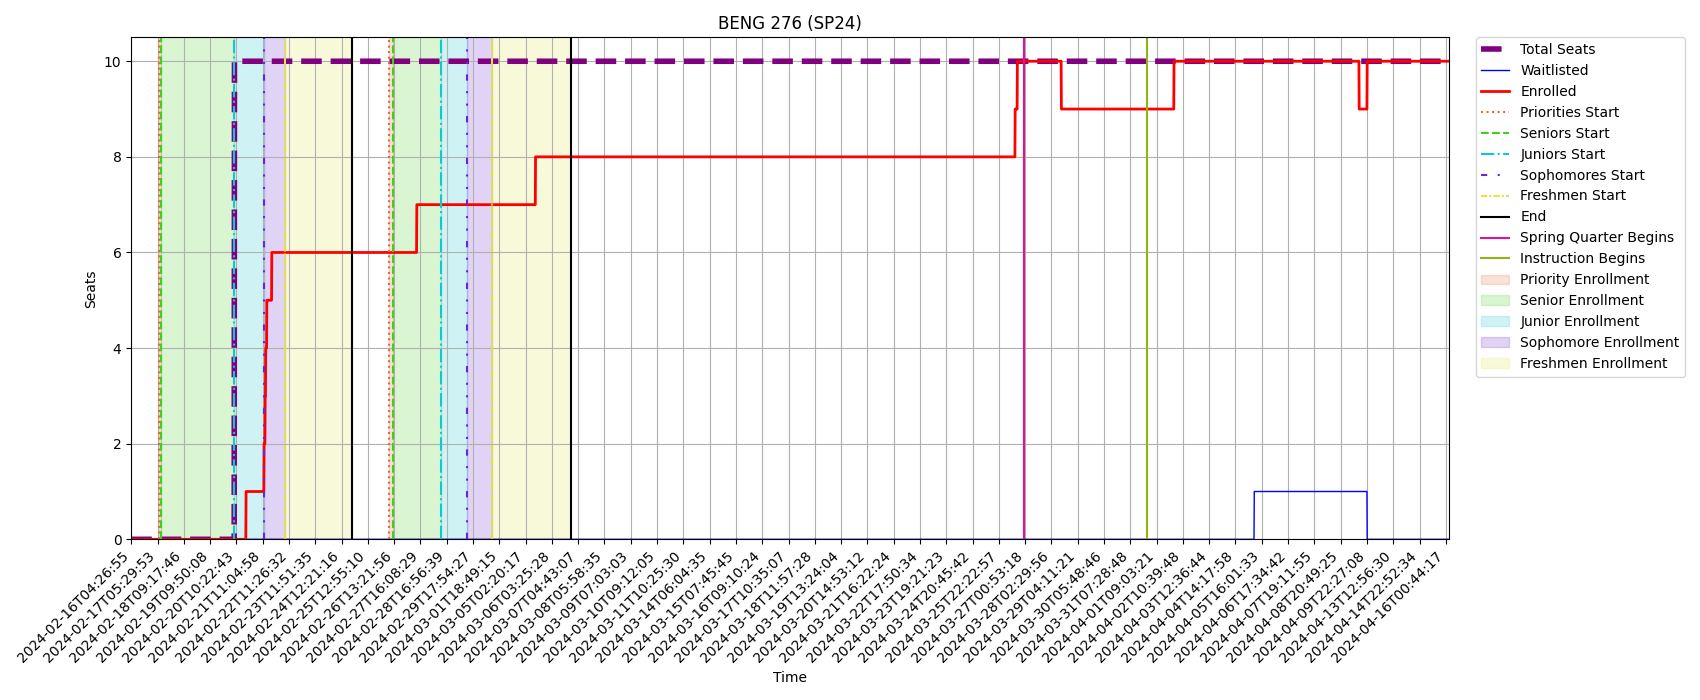 BENG 276 (SP24)
Seats
10
8
6
4
2
0
2024-02-16T04:26:55
2024-02-17T05:29:53
2024-02-18T09:17:46
2024-02-19T09:50:08
2024-02-20T10:22:43
2024-02-21T11:04:58
2024-02-22T11:26:32
2024-02-23T11:51:35
2024-02-24T12:21:16
2024-02-25T12:55:10
2024-02-26T13:21:56
2024-02-27T16:08:29
2024-02-28T16:56:39
2024-02-29T17:54:27
2024-03-01T18:49:15
2024-03-05T02:20:17
2024-03-06T03:25:28
2024-03-07T04:43:07
2024-03-08T05:58:35
2024-03-09T07:03:03
2024-03-10T09:12:05
2024-03-11T10:25:30
2024-03-14T06:04:35
2024-03-15T07:45:45
2024-03-16T09:10:24
2024-03-17T10:35:07
2024-03-18T11:57:28
2024-03-19T13:24:04
2024-03-20T14:53:12
2024-03-21T16:22:24
2024-03-22T17:50:34
2024-03-23T19:21:23
2024-03-24T20:45:42
2024-03-25T22:22:57
2024-03-27T00:53:18
2024-03-28T02:29:56
2024-03-29T04:11:21
2024-03-30T05:48:46
2024-03-31T07:28:48
2024-04-01T09:03:21
2024-04-02T10:39:48
2024-04-03T12:36:44
2024-04-04T14:17:58
2024-04-05T16:01:33
2024-04-06T17:34:42
2024-04-07T19:11:55
2024-04-08T20:49:25
2024-04-09T22:27:08
2024-04-13T12:56:30
2024-04-14T22:52:34
2024-04-16T00:44:17
Time
Total Seats
Waitlisted
Enrolled
Priorities Start
Seniors Start
Juniors Start
Sophomores Start
Freshmen Start
End
Spring Quarter Begins
Instruction Begins
Priority Enrollment
Senior Enrollment
Junior Enrollment
Sophomore Enrollment
Freshmen Enrollment